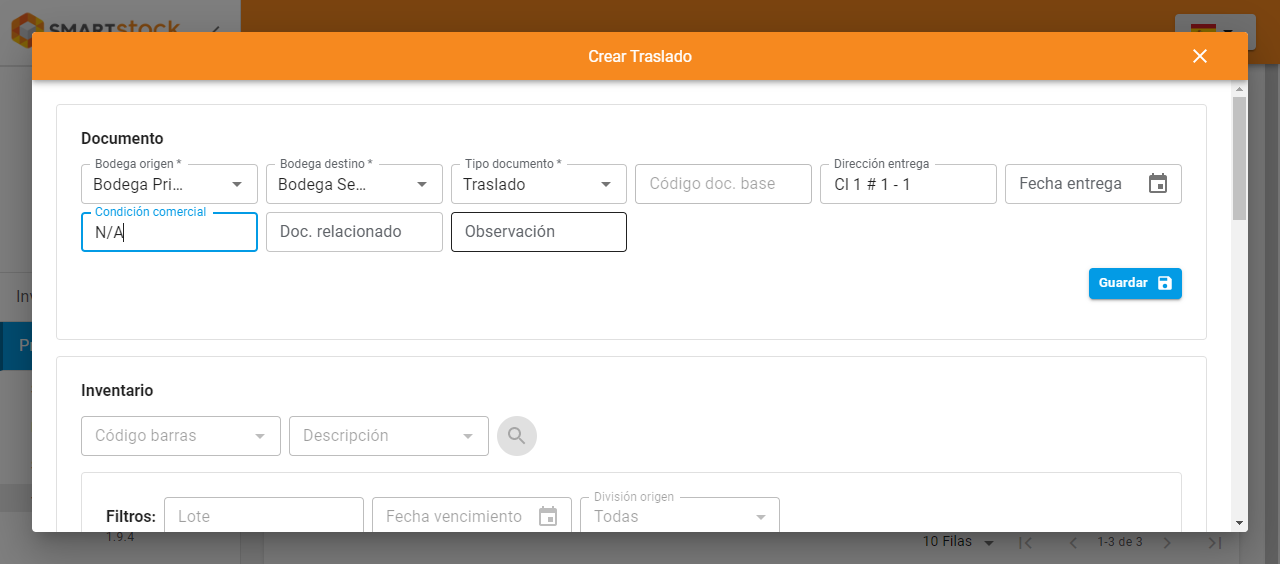 SMARTstock
Crear Traslado
Documento
Bodega origen * Bodega destino * Tipo documento * Dirección entrega
Bodega Pri... Bodega Se... Traslado Código doc. base Cl 1 # 1 - 1 Fecha entrega
Condición comercial
N/A Doc. relacionado Observación
Guardar
Inv
Pr
Inventario
Código barras Descripción
División origen
Filtros: Lote Fecha vencimiento Todas
1.9.4
10 Filas 1-3 de 3